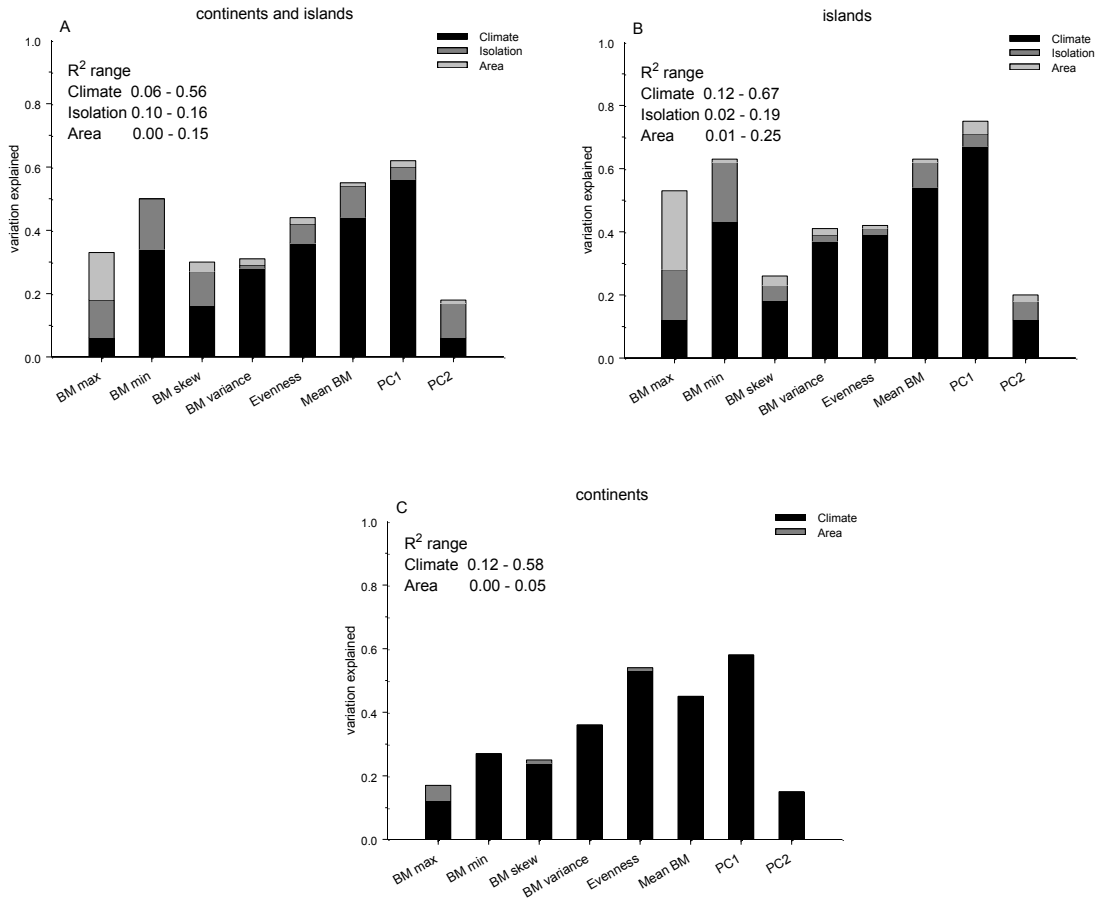 continents and islands
A
Climate
Isolation
Area
R² range
Climate 0.06 - 0.56
Isolation 0.10 - 0.16
Area 0.00 - 0.15
variation explained
1.0
0.8
0.6
0.4
0.2
0.0
BM max
BM min
BM skew
BM variance
Evenness
Mean BM
PC1
PC2
islands
B
Climate
Isolation
Area
R² range
Climate 0.12 - 0.67
Isolation 0.02 - 0.19
Area 0.01 - 0.25
variation explained
1.0
0.8
0.6
0.4
0.2
0.0
BM max
BM min
BM skew
BM variance
Evenness
Mean BM
PC1
PC2
continents
C
Climate
Area
R² range
Climate 0.12 - 0.58
Area 0.00 - 0.05
variation explained
1.0
0.8
0.6
0.4
0.2
0.0
BM max
BM min
BM skew
BM variance
Evenness
Mean BM
PC1
PC2